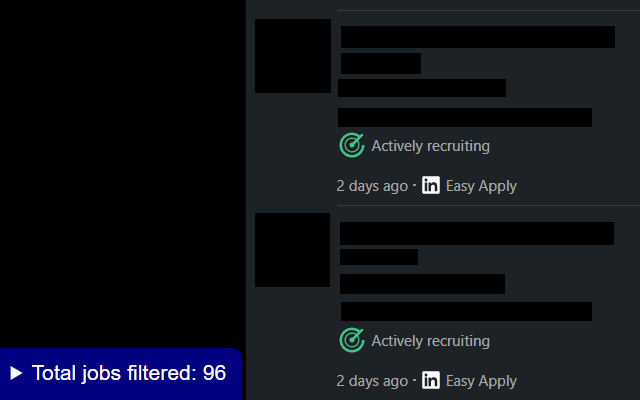 Actively recruiting
2 days ago · in Easy Apply
Actively recruiting
2 days ago · in Easy Apply
▶ Total jobs filtered: 96